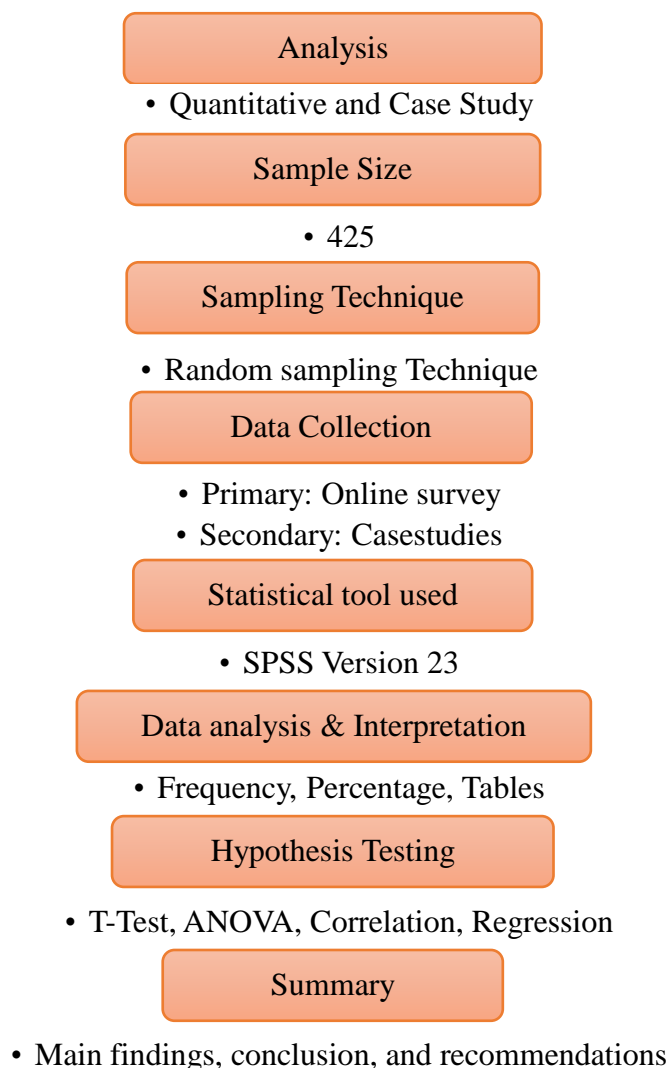 Analysis
• Quantitative and Case Study
Sample Size
• 425
Sampling Technique
• Random sampling Technique
Data Collection
• Primary: Online survey
• Secondary: Casestudies
Statistical tool used
• SPSS Version 23
Data analysis & Interpretation
• Frequency, Percentage, Tables
Hypothesis Testing
• T-Test, ANOVA, Correlation, Regression
Summary
• Main findings, conclusion, and recommendations